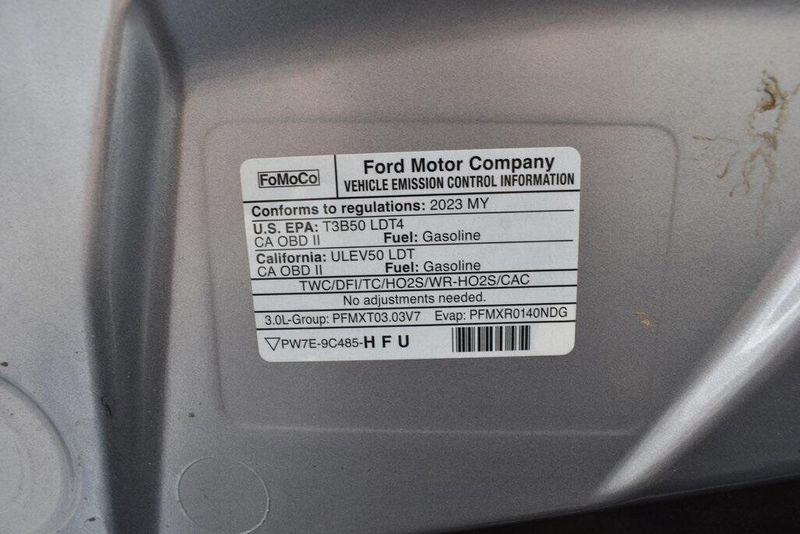 FoMoCo
Ford Motor Company
VEHICLE EMISSION CONTROL INFORMATION
Conforms to regulations: 2023 MY
U.S. EPA: T3B50 LDT4
CA OBD II Fuel: Gasoline
California: ULEV50 LDT
CA OBD II Fuel: Gasoline
TWC/DFI/TC/HO2S/WR-HO2S/CAC
No adjustments needed.
3.0L-Group: PFMXT03.03V7 Evap: PFMXR0140NDG
▽PW7E-9C485-H F U